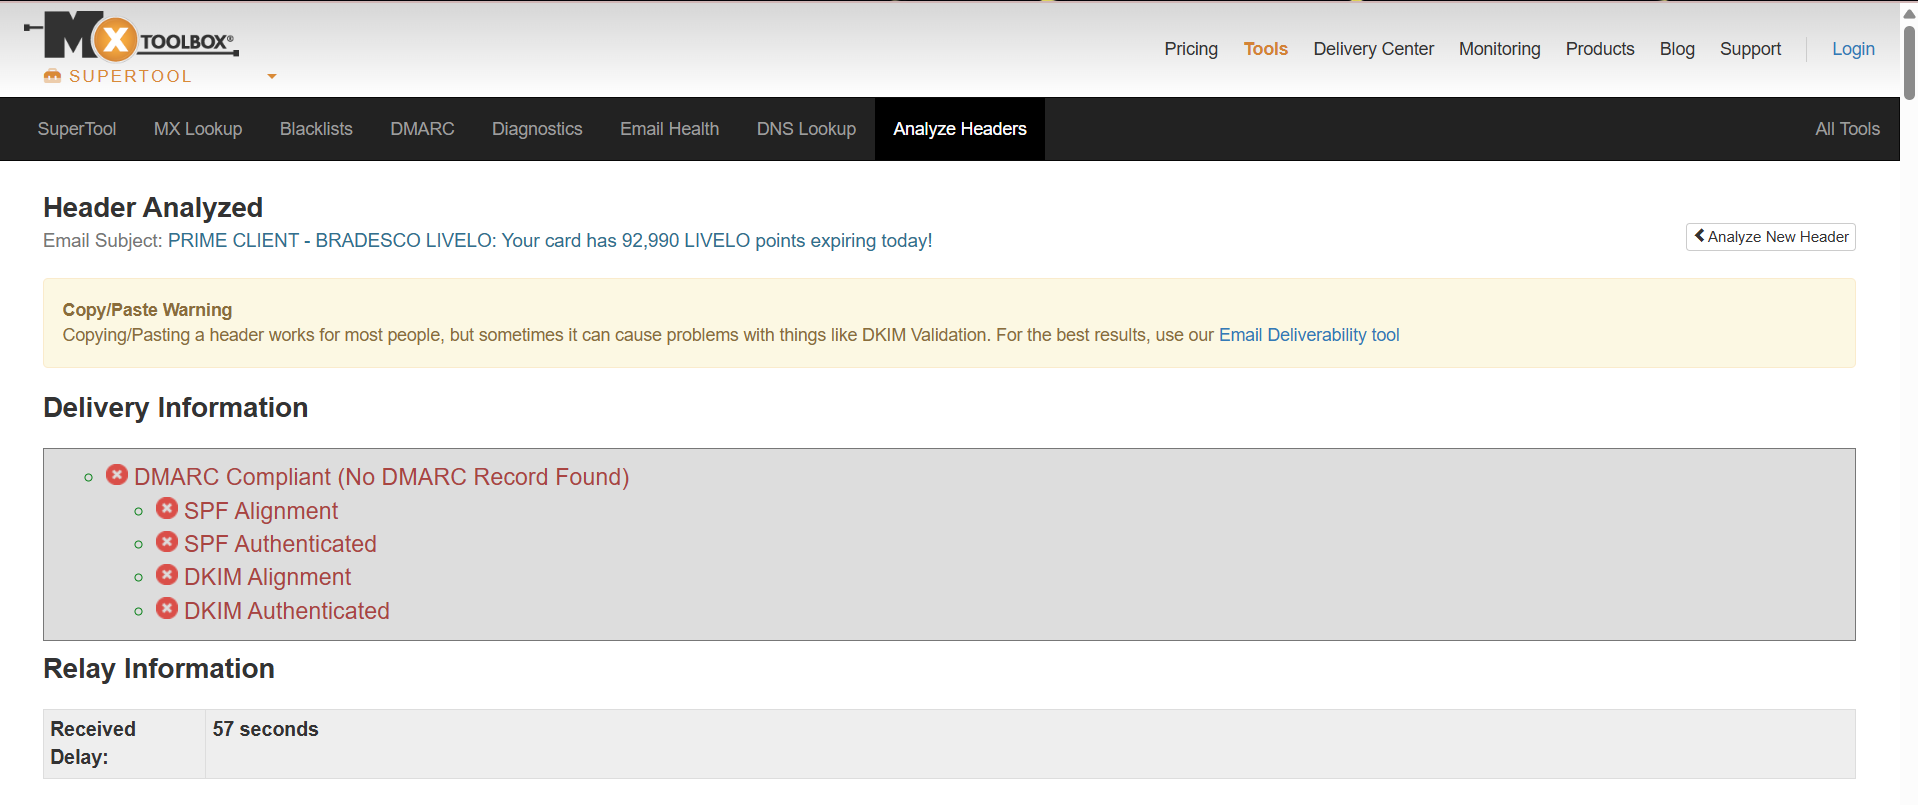 MX TOOLBOX®
SUPERTOOL
Pricing Tools Delivery Center Monitoring Products Blog Support Login
SuperTool MX Lookup Blacklists DMARC Diagnostics Email Health DNS Lookup Analyze Headers All Tools
Header Analyzed
Email Subject: PRIME CLIENT - BRADESCO LIVELO: Your card has 92,990 LIVELO points expiring today!
Analyze New Header
Copy/Paste Warning
Copying/Pasting a header works for most people, but sometimes it can cause problems with things like DKIM Validation. For the best results, use our Email Deliverability tool
Delivery Information
DMARC Compliant (No DMARC Record Found)
SPF Alignment
SPF Authenticated
DKIM Alignment
DKIM Authenticated
Relay Information
Received 57 seconds
Delay: